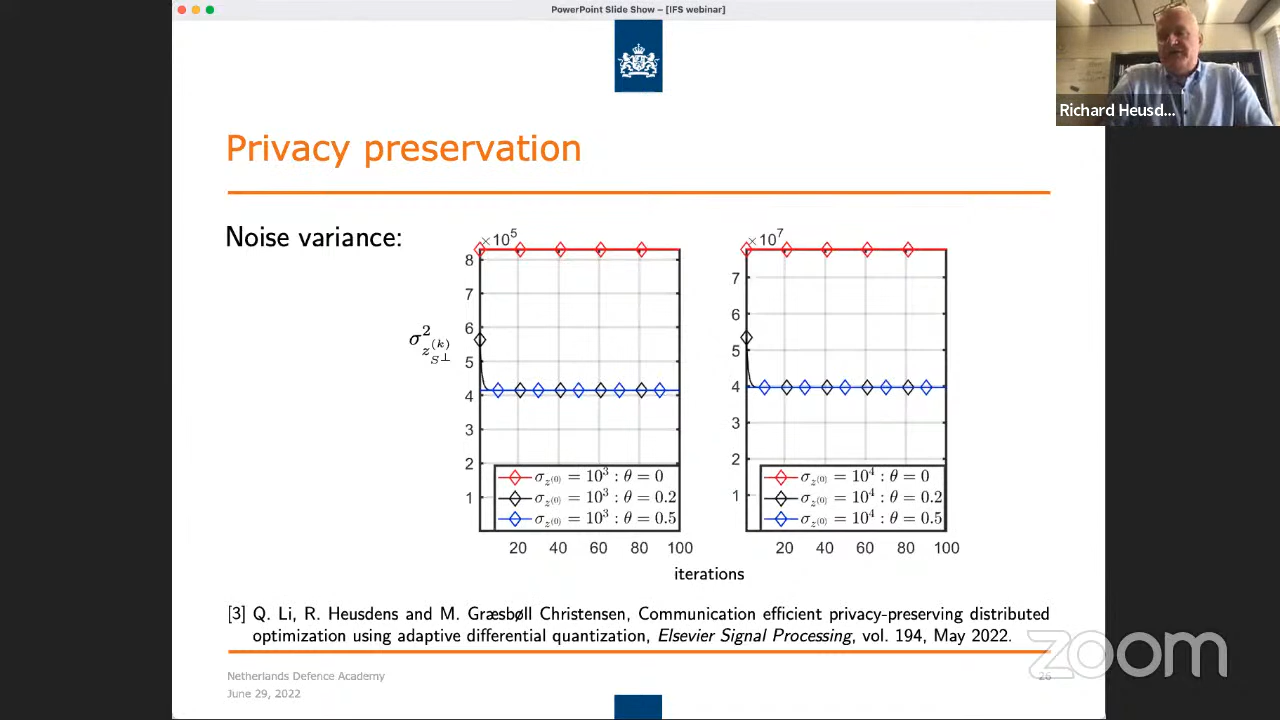 PowerPoint Slide Show – [IFS webinar]
Richard Heusd...
Privacy preservation
Noise variance:
×10^5
8
7
6
5
4
3
2
1
σ²_{z_{S⊥}^{(k)}}
σ_{z^{(0)}} = 10^3 : θ = 0
σ_{z^{(0)}} = 10^3 : θ = 0.2
σ_{z^{(0)}} = 10^3 : θ = 0.5
20 40 60 80 100
×10^7
7
6
5
4
3
2
1
σ_{z^{(0)}} = 10^4 : θ = 0
σ_{z^{(0)}} = 10^4 : θ = 0.2
σ_{z^{(0)}} = 10^4 : θ = 0.5
20 40 60 80 100
iterations
[3] Q. Li, R. Heusdens and M. Græsbøll Christensen, Communication efficient privacy-preserving distributed
optimization using adaptive differential quantization, Elsevier Signal Processing, vol. 194, May 2022.
zoom
Netherlands Defence Academy
26
June 29, 2022